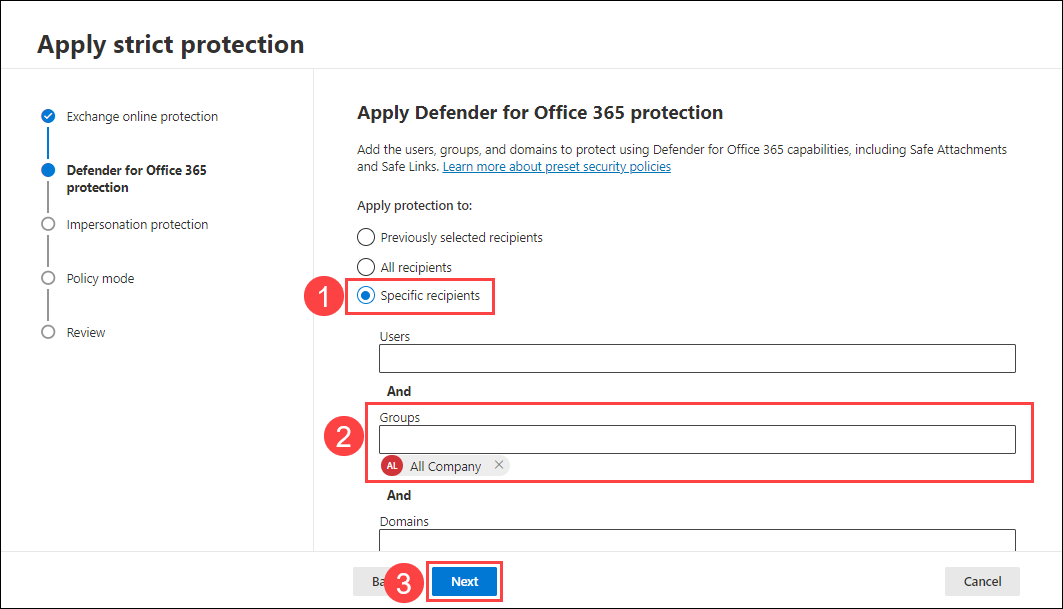 Apply strict protection
Exchange online protection
Defender for Office 365
protection
Impersonation protection
Policy mode
Review
Apply Defender for Office 365 protection
Add the users, groups, and domains to protect using Defender for Office 365 capabilities, including Safe Attachments
and Safe Links. Learn more about preset security policies
Apply protection to:
Previously selected recipients
All recipients
1
Specific recipients
Users
And
2
Groups
AL All Company
And
Domains
3
Next
Cancel